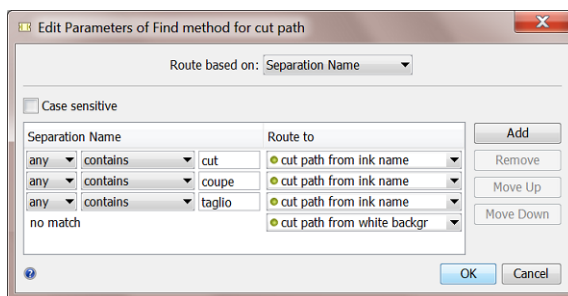 Edit Parameters of Find method for cut path
Route based on: Separation Name
Case sensitive
Separation Name Route to
any contains cut cut path from ink name
any contains coupe cut path from ink name
any contains taglio cut path from ink name
no match cut path from white backgr
Add
Remove
Move Up
Move Down
OK Cancel